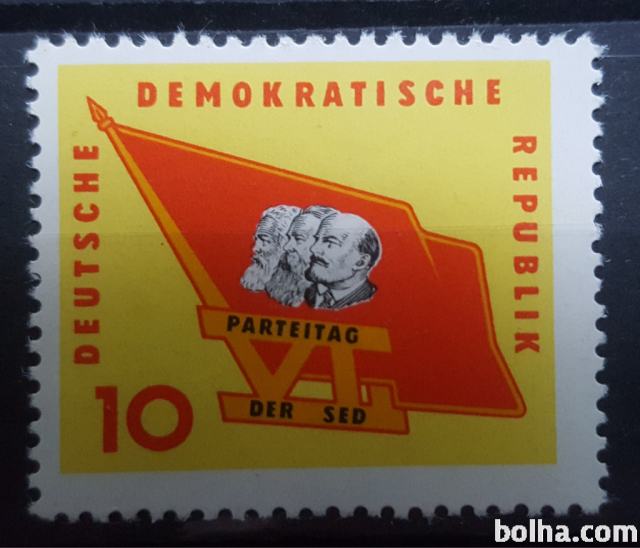 DEUTSCHE
DEMOKRATISCHE
REPUBLIK
PARTEITAG
VI.
DER SED
10
bolha.com